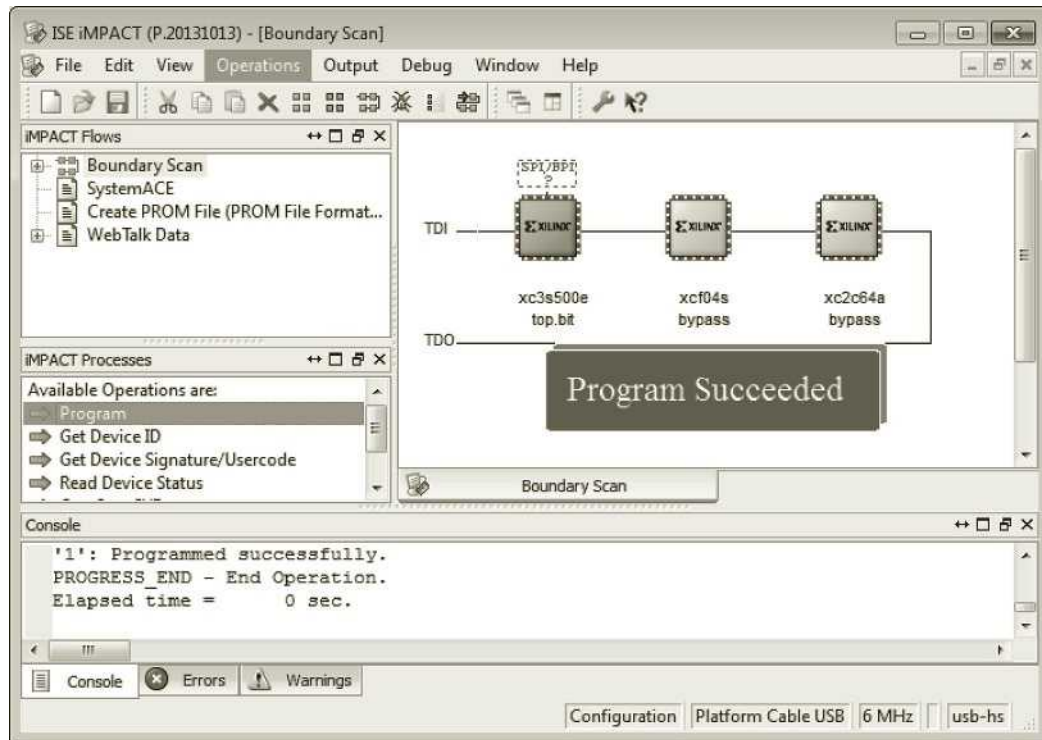 ISE iMPACT (P.20131013) - [Boundary Scan]
File Edit View Operations Output Debug Window Help
iMPACT Flows
Boundary Scan
SystemACE
Create PROM File (PROM File Format...
WebTalk Data
SPI/BPI
?
TDI
XILINX XILINX XILINX
xc3s500e xcf04s xc2c64a
top.bit bypass bypass
TDO
Program Succeeded
iMPACT Processes
Available Operations are:
Program
Get Device ID
Get Device Signature/Usercode
Read Device Status
Boundary Scan
Console
'1': Programmed successfully.
PROGRESS_END - End Operation.
Elapsed time = 0 sec.
Console Errors Warnings
Configuration Platform Cable USB 6 MHz usb-hs